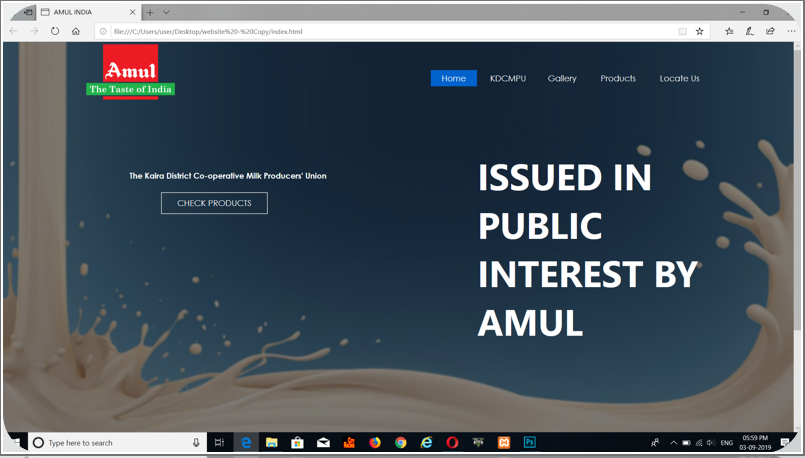 AMUL INDIA
file:///C:/Users/user/Desktop/website%20-%20Copy/index.html
Amul
The Taste of India
Home KDCMPU Gallery Products Locate Us
The Kaira District Co-operative Milk Producers' Union
CHECK PRODUCTS
ISSUED IN
PUBLIC
INTEREST BY
AMUL
Type here to search
ENG
05:59 PM
03-09-2019